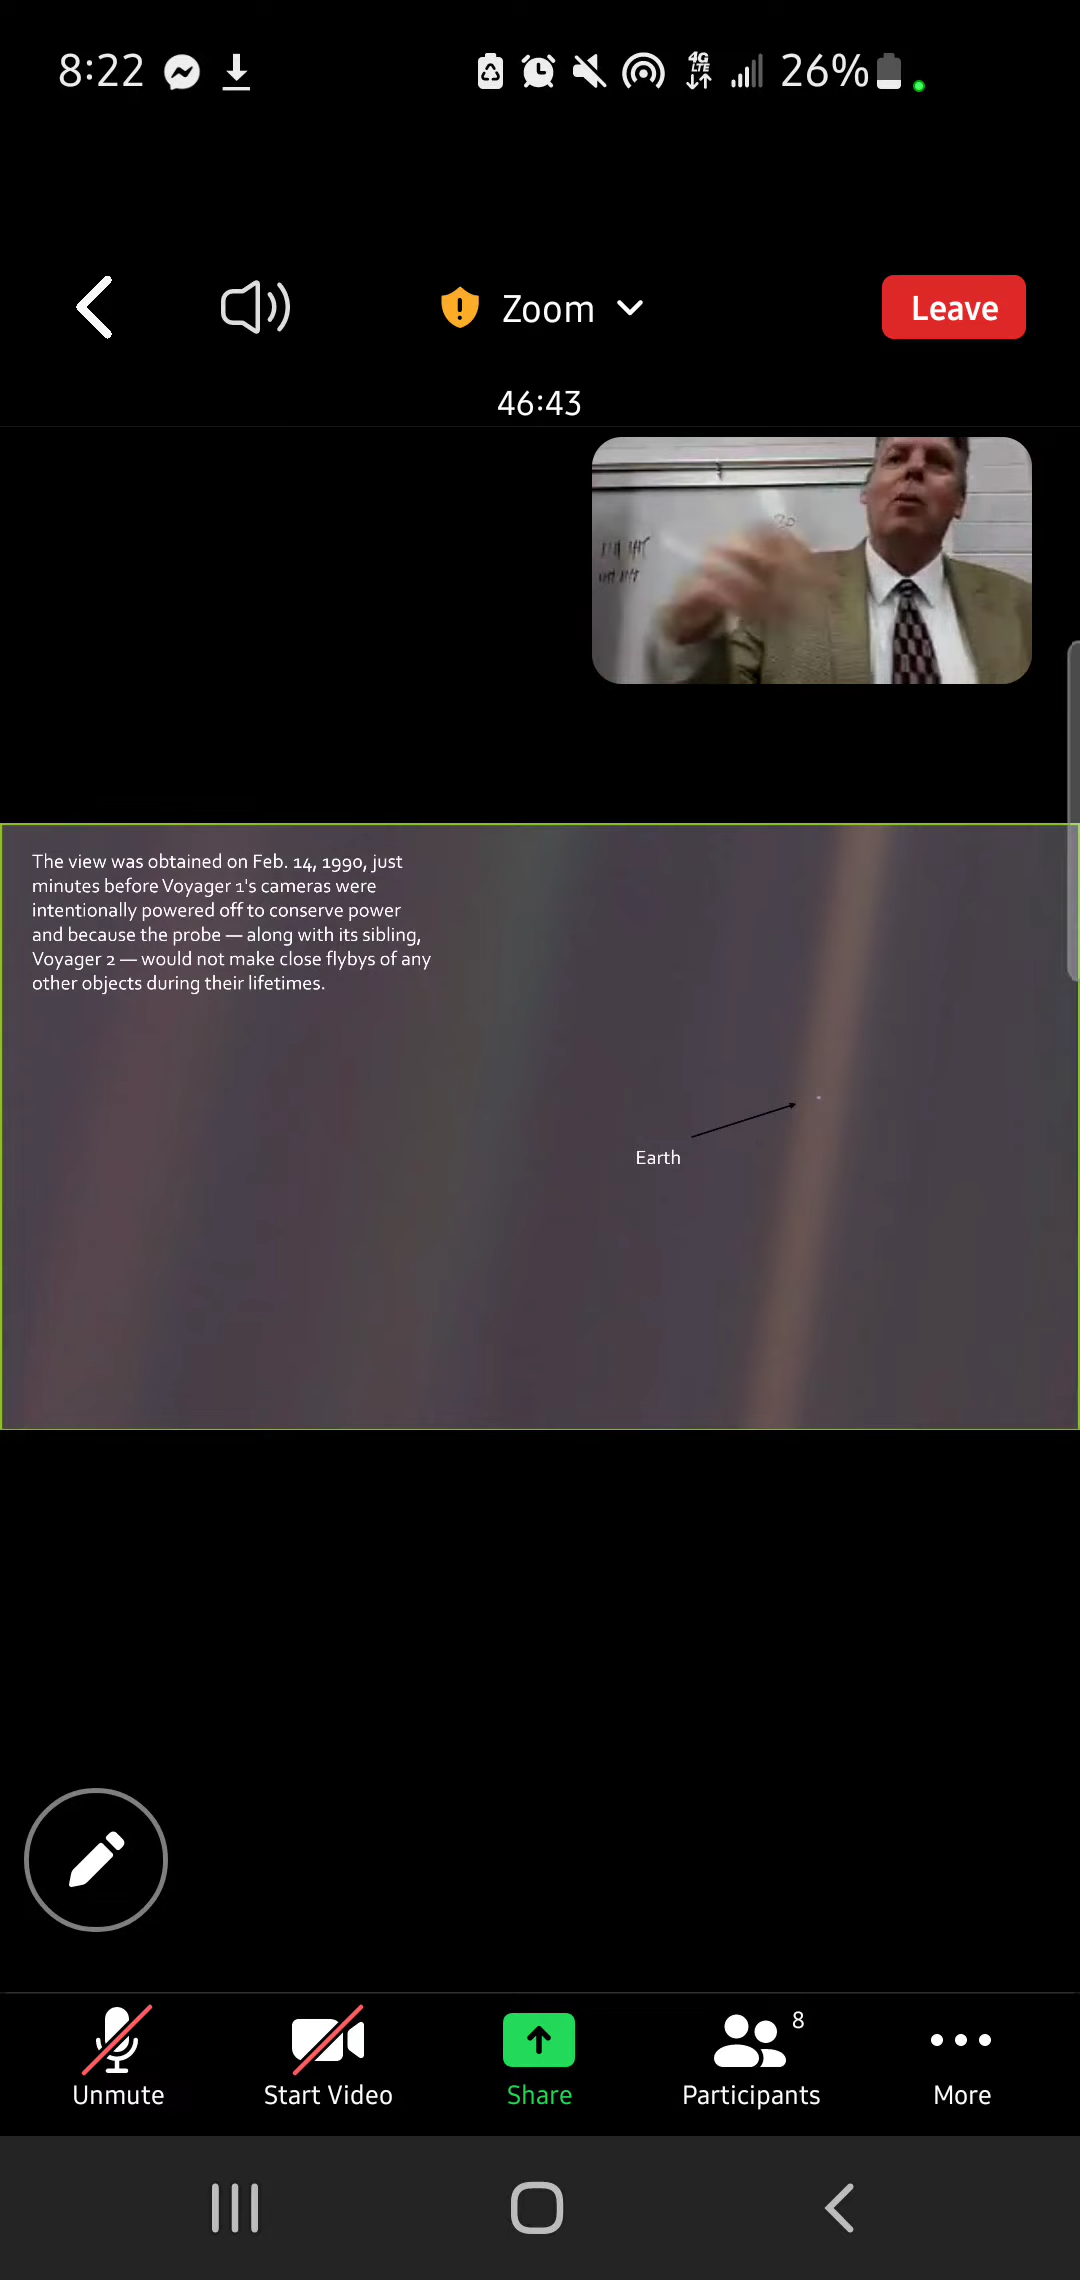 8:22
4G
LTE
26%
Zoom
Leave
46:43
30
The view was obtained on Feb. 14, 1990, just
minutes before Voyager 1's cameras were
intentionally powered off to conserve power
and because the probe — along with its sibling,
Voyager 2 — would not make close flybys of any
other objects during their lifetimes.
Earth
8
Unmute
Start Video
Share
Participants
More